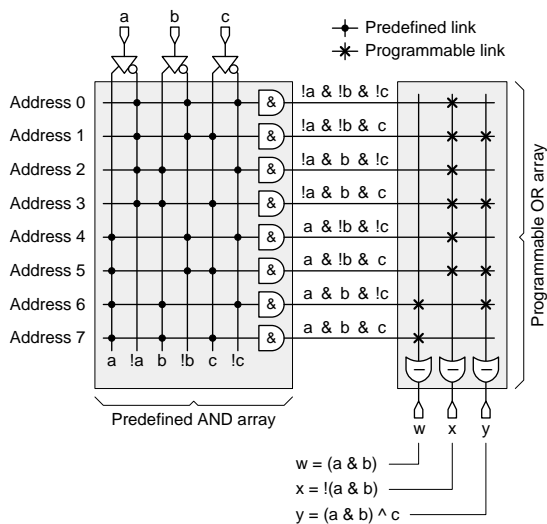 a b c
Predefined link
Programmable link
Address 0 & !a & !b & !c
Address 1 & !a & !b & c
Address 2 & !a & b & !c
Address 3 & !a & b & c
Address 4 & a & !b & !c
Address 5 & a & !b & c
Address 6 & a & b & !c
Address 7 & a & b & c
a !a b !b c !c
Predefined AND array
Programmable OR array
w x y
w = (a & b)
x = !(a & b)
y = (a & b) ^ c